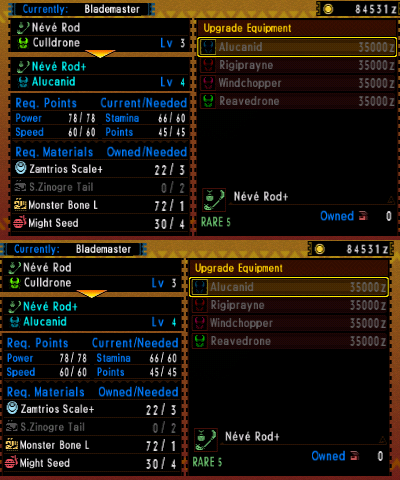 Currently: Blademaster
84531z
Névé Rod
Culldrone Lv 3
Névé Rod+
Alucanid Lv 4
Req. Points Current/Needed
Power 78/78 Stamina 66/60
Speed 60/60 Points 45/45
Req. Materials Owned/Needed
Zamtrios Scale+ 22/ 3
S.Zinogre Tail 0/ 2
Monster Bone L 72/ 1
Might Seed 30/ 4
Upgrade Equipment
Alucanid 35000z
Rigiprayne 35000z
Windchopper 35000z
Reavedrone 35000z
Névé Rod+
RARE 5 Owned 0
Currently: Blademaster
84531z
Névé Rod
Culldrone Lv 3
Névé Rod+
Alucanid Lv 4
Req. Points Current/Needed
Power 78/78 Stamina 66/60
Speed 60/60 Points 45/45
Req. Materials Owned/Needed
Zamtrios Scale+ 22/ 3
S.Zinogre Tail 0/ 2
Monster Bone L 72/ 1
Might Seed 30/ 4
Upgrade Equipment
Alucanid 35000z
Rigiprayne 35000z
Windchopper 35000z
Reavedrone 35000z
Névé Rod+
RARE 5 Owned 0